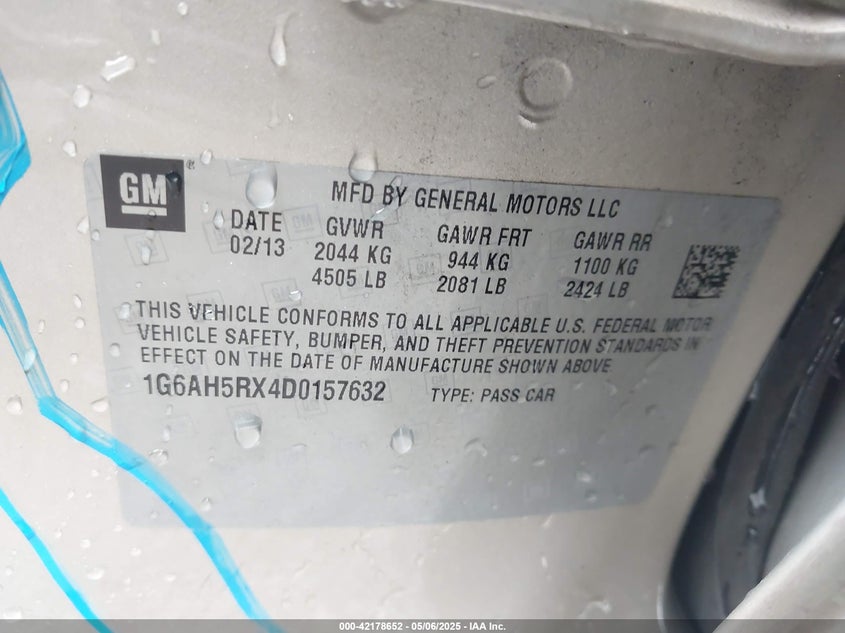 GM
MFD BY GENERAL MOTORS LLC
DATE GVWR GAWR FRT GAWR RR
02/13 2044 KG 944 KG 1100 KG
4505 LB 2081 LB 2424 LB
THIS VEHICLE CONFORMS TO ALL APPLICABLE U.S. FEDERAL MOTOR
VEHICLE SAFETY, BUMPER, AND THEFT PREVENTION STANDARDS IN
EFFECT ON THE DATE OF MANUFACTURE SHOWN ABOVE
1G6AH5RX4D0157632 TYPE: PASS CAR
000-42178652 - 05/06/2025 - IAA Inc.